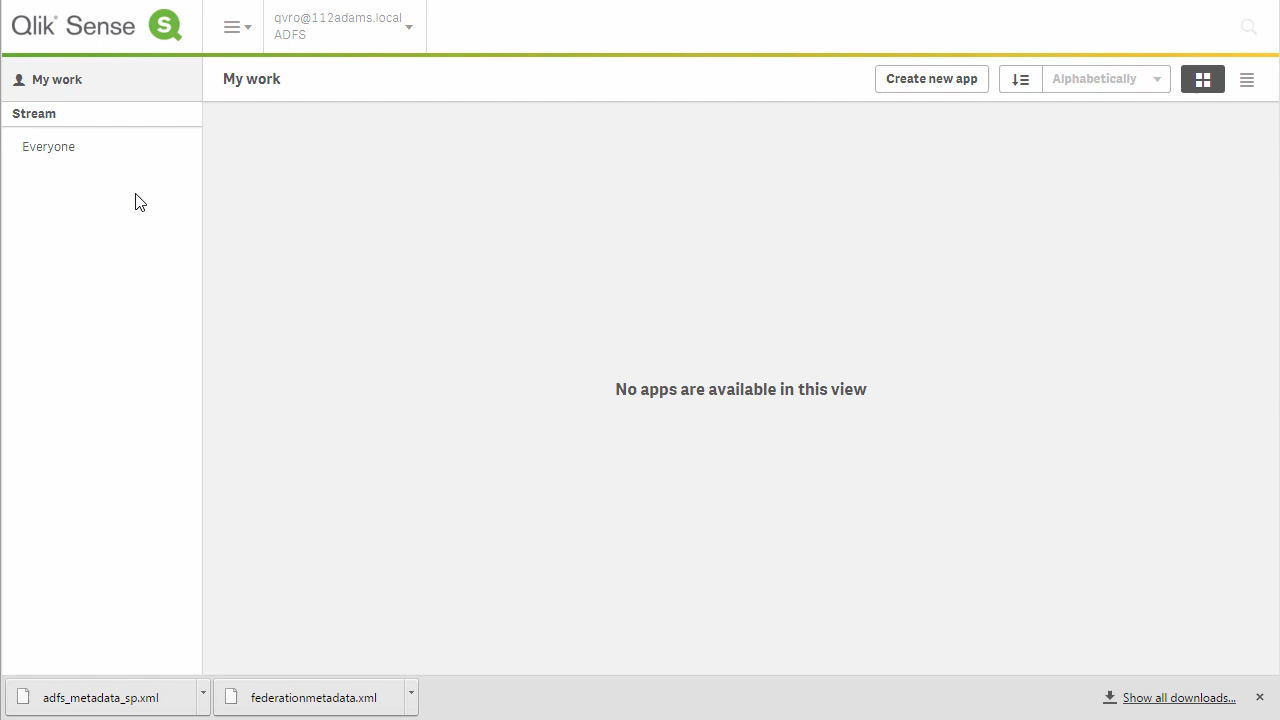 Qlik Sense
qvro@112adams.local
ADFS
My work
My work
Create new app
Alphabetically
Stream
Everyone
No apps are available in this view
adfs_metadata_sp.xml
federationmetadata.xml
Show all downloads...